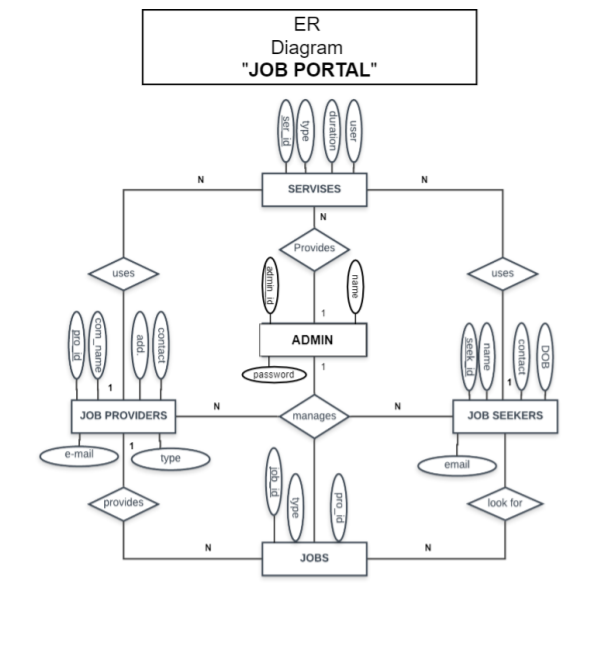 ER
Diagram
"JOB PORTAL"
ser_id
type
duration
user
N
SERVISES
N
N
Provides
uses
uses
admin_id
name
1
ADMIN
1
password
pro_id
com_name
add.
contact
1
seek_id
name
contact
DOB
1
JOB PROVIDERS
N
manages
N
JOB SEEKERS
1
e-mail
type
email
job_id
type
pro_id
provides
look for
N
JOBS
N